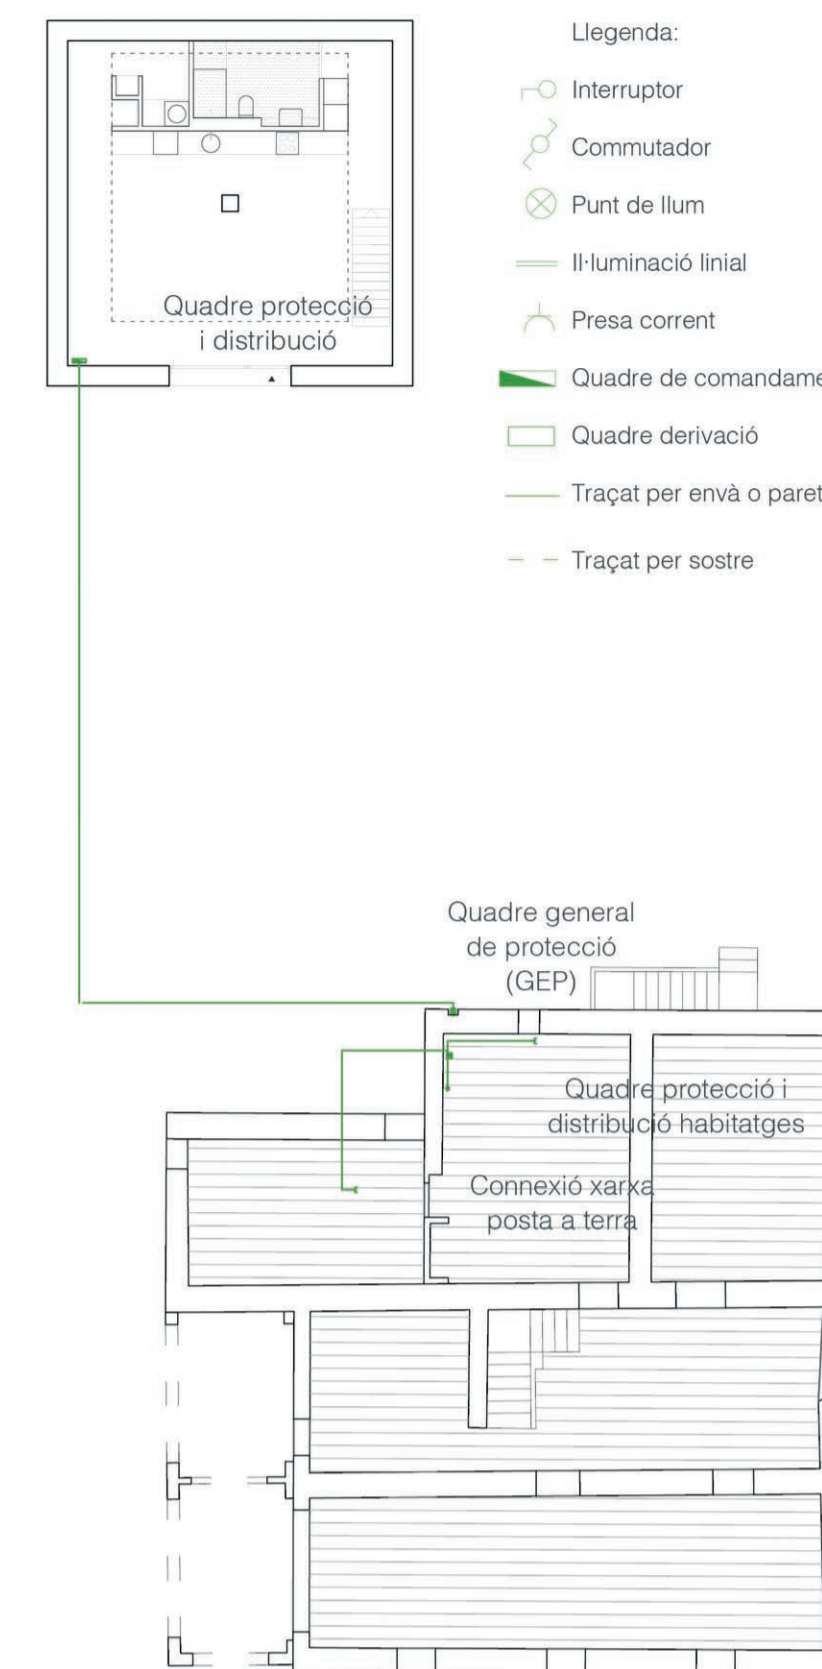 Llegenda:
Interruptor
Commutador
Punt de llum
Il·luminació linial
Presa corrent
Quadre de comandame
Quadre derivació
Traçat per envà o paret
Traçat per sostre
Quadre protecció
i distribució
Quadre general
de protecció
(GEP)
Quadre protecció i
distribució habitatges
Connexió xarxa
posta a terra